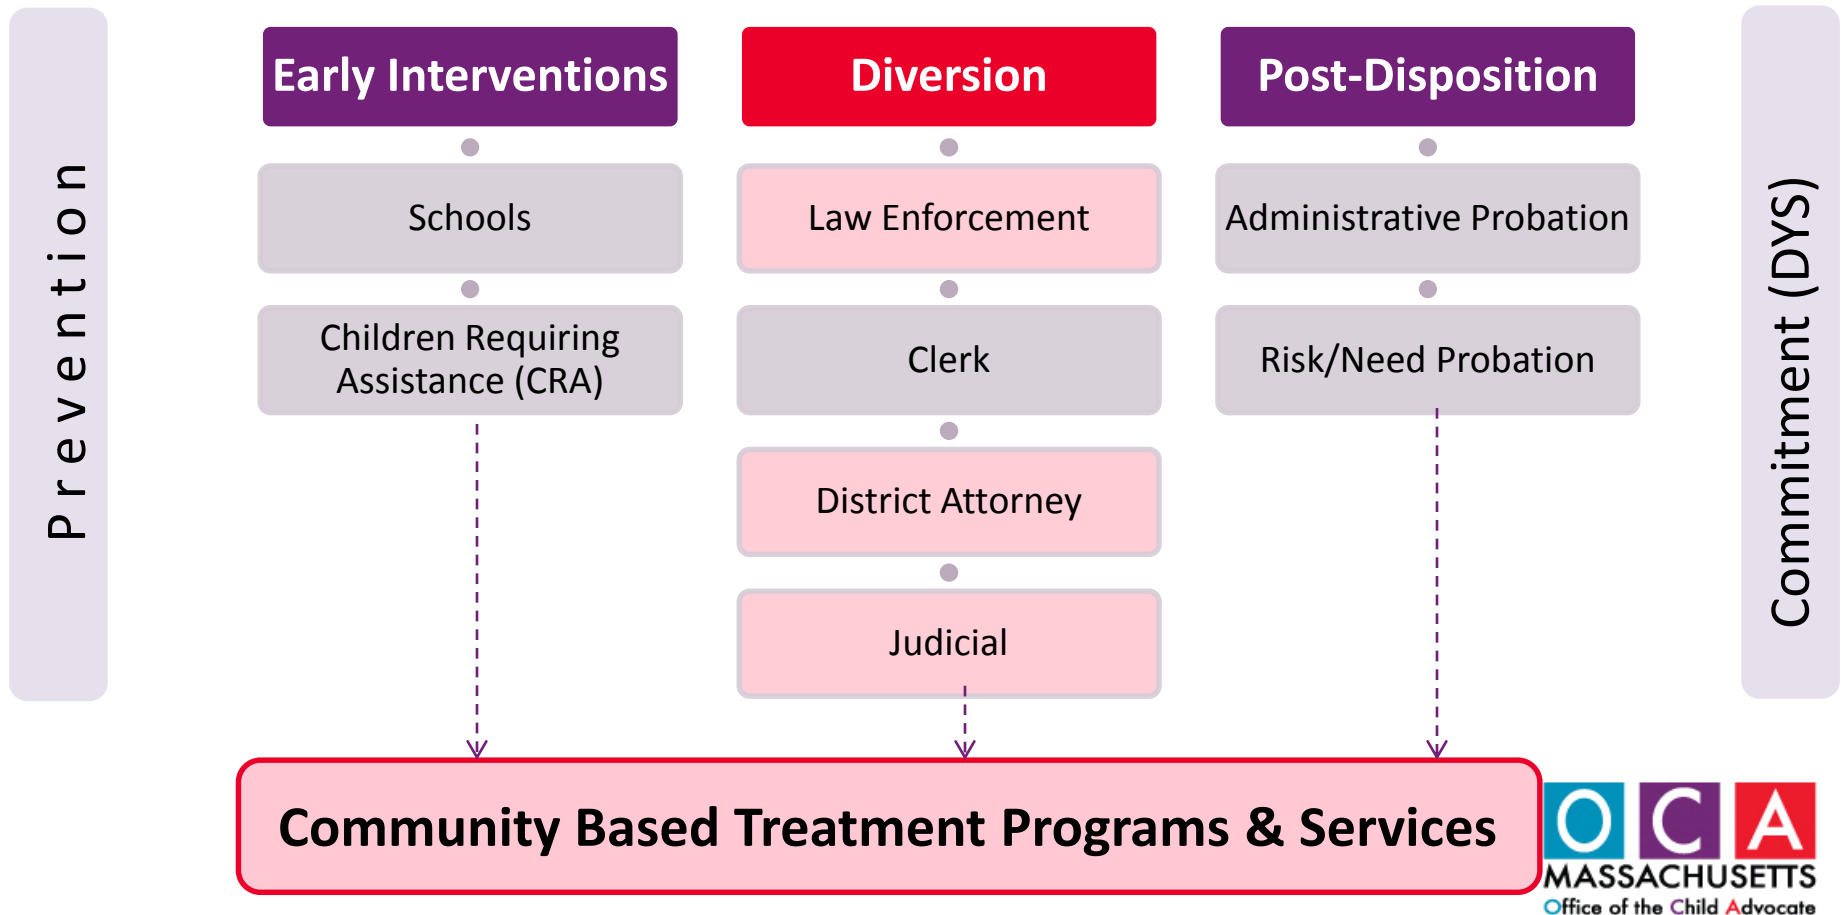 Prevention
Early Interventions
Schools
Children Requiring
Assistance (CRA)
Diversion
Law Enforcement
Clerk
District Attorney
Judicial
Post-Disposition
Administrative Probation
Risk/Need Probation
Commitment (DYS)
Community Based Treatment Programs & Services
OCA
MASSACHUSETTS
Office of the Child Advocate